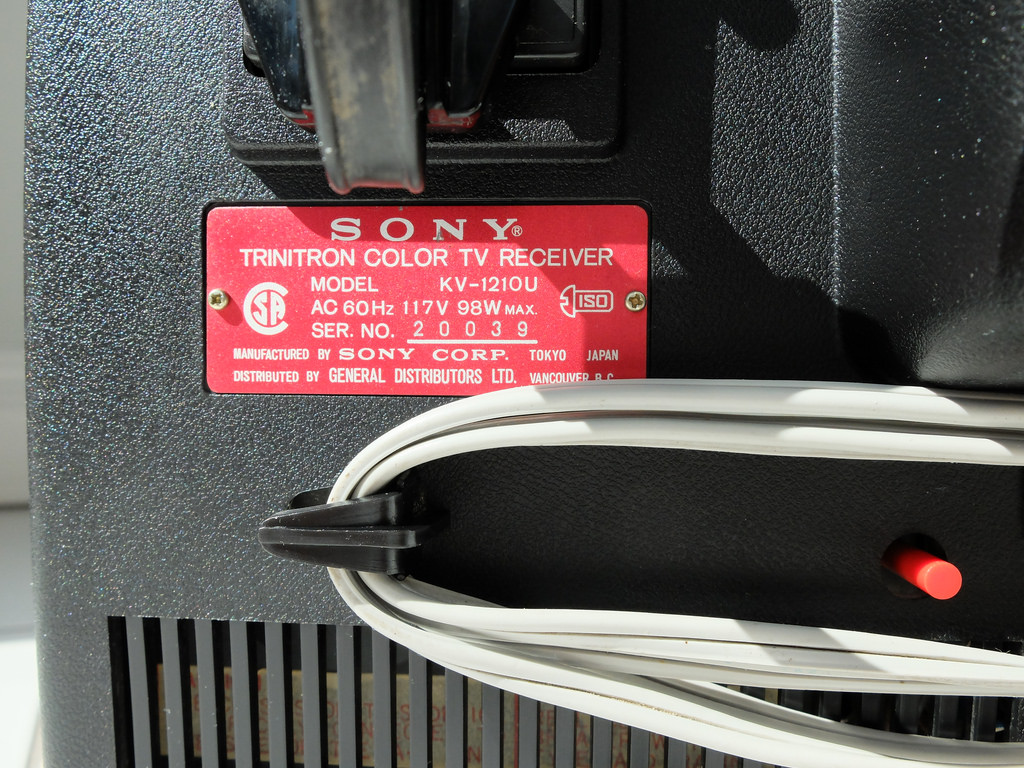 SONY®
TRINITRON COLOR TV RECEIVER
MODEL KV-1210U
AC 60Hz 117V 98W MAX.
SER. NO. 20039
CSA
ISO
MANUFACTURED BY SONY CORP. TOKYO JAPAN
DISTRIBUTED BY GENERAL DISTRIBUTORS LTD. VANCOUVER B.C.